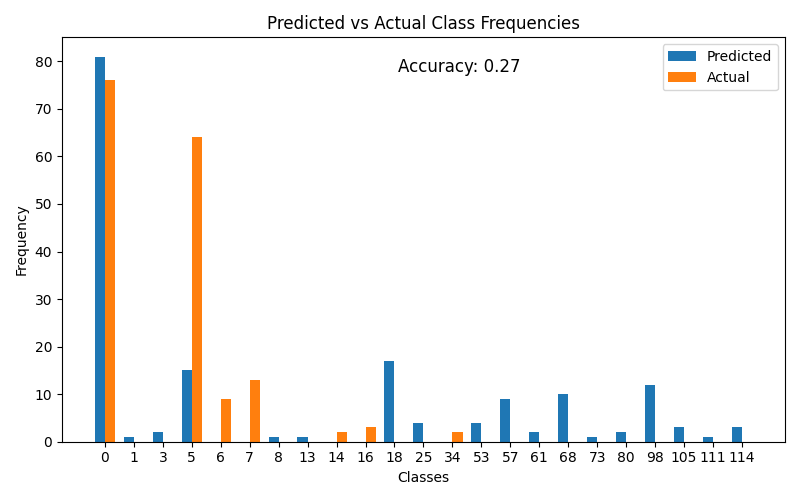 Predicted vs Actual Class Frequencies
Accuracy: 0.27
Predicted
Actual
80
70
60
50
40
30
20
10
0
Frequency
0 1 3 5 6 7 8 13 14 16 18 25 34 53 57 61 68 73 80 98 105 111 114
Classes